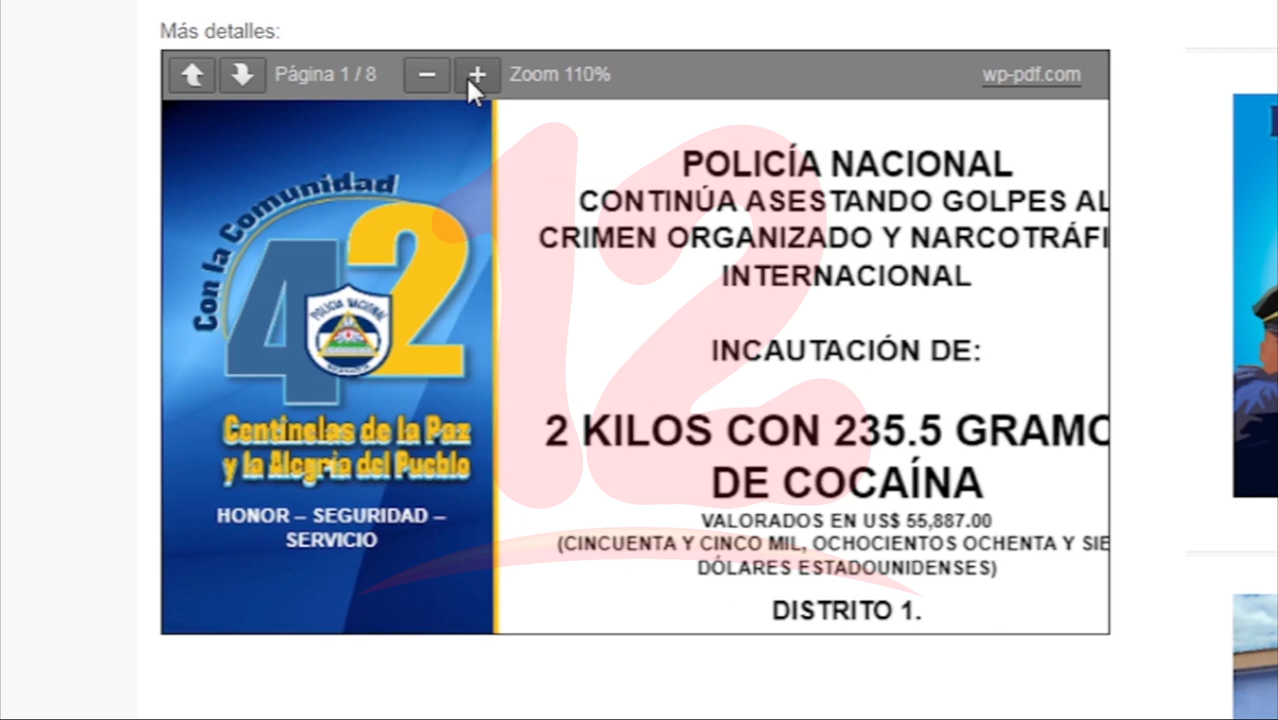 Más detalles:
Página 1 / 8
Zoom 110%
wp-pdf.com
Con la Comunidad
42
POLICIA NACIONAL
Centinelas de la Paz
y la Alegria del Pueblo
HONOR – SEGURIDAD –
SERVICIO
12
POLICÍA NACIONAL
CONTINÚA ASESTANDO GOLPES AL
CRIMEN ORGANIZADO Y NARCOTRÁFI
INTERNACIONAL
INCAUTACIÓN DE:
2 KILOS CON 235.5 GRAMO
DE COCAÍNA
VALORADOS EN US$ 55,887.00
(CINCUENTA Y CINCO MIL, OCHOCIENTOS OCHENTA Y SIE
DÓLARES ESTADOUNIDENSES)
DISTRITO 1.